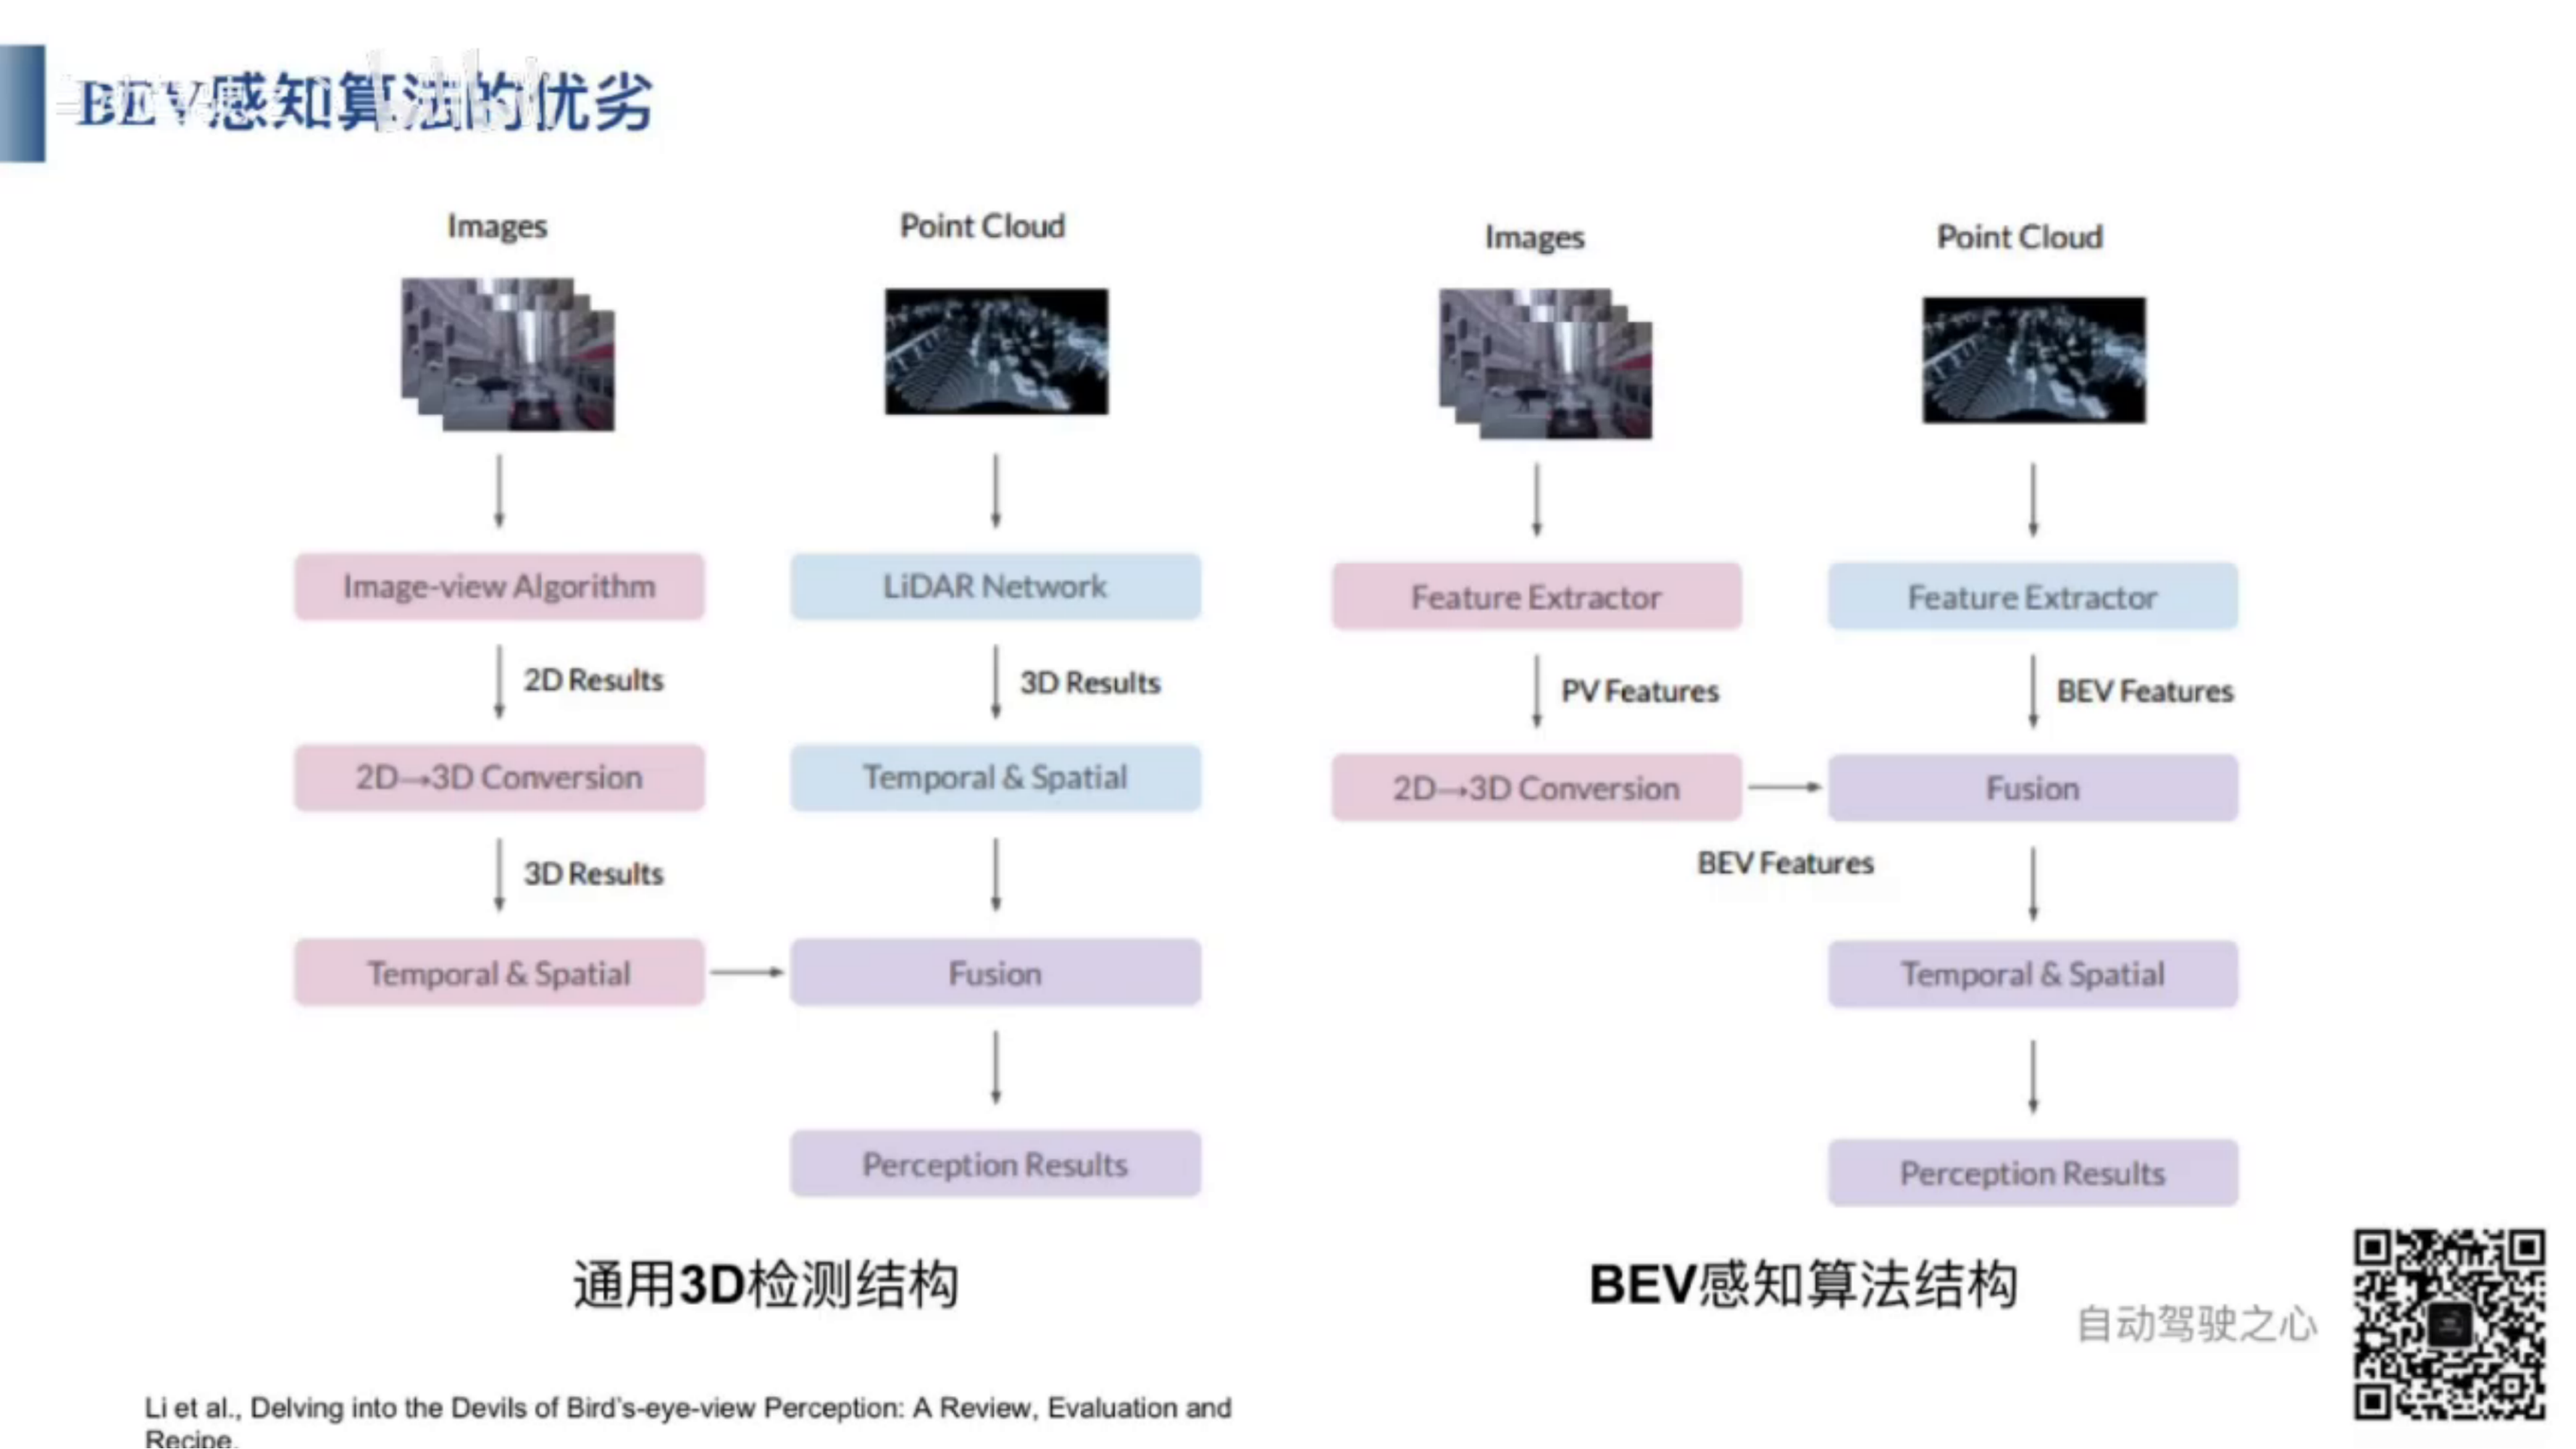 BEV感知算法的优劣
Images
Point Cloud
Image-view Algorithm
LiDAR Network
2D Results
3D Results
2D→3D Conversion
Temporal & Spatial
3D Results
Temporal & Spatial
Fusion
Perception Results
通用3D检测结构
Images
Point Cloud
Feature Extractor
Feature Extractor
PV Features
BEV Features
2D→3D Conversion
Fusion
BEV Features
Temporal & Spatial
Perception Results
BEV感知算法结构
自动驾驶之心
Li et al., Delving into the Devils of Bird's-eye-view Perception: A Review, Evaluation and
Recipe.